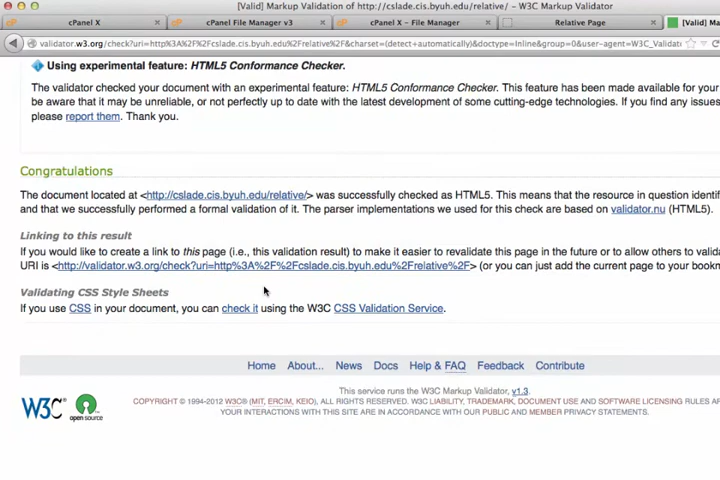 [Valid] Markup Validation of http://cslade.cis.byuh.edu/relative/ - W3C Markup Validator
cPanel X
cPanel File Manager v3
cPanel X - File Manager
Relative Page
[Valid] Mar
validator.w3.org/check?uri=http%3A%2F%2Fcslade.cis.byuh.edu%2Frelative%2F&charset=(detect+automatically)&doctype=Inline&group=0&user-agent=W3C_Validato
Using experimental feature: HTML5 Conformance Checker.
The validator checked your document with an experimental feature: HTML5 Conformance Checker. This feature has been made available for your
be aware that it may be unreliable, or not perfectly up to date with the latest development of some cutting-edge technologies. If you find any issues
please report them. Thank you.
Congratulations
The document located at <http://cslade.cis.byuh.edu/relative/> was successfully checked as HTML5. This means that the resource in question identif
and that we successfully performed a formal validation of it. The parser implementations we used for this check are based on validator.nu (HTML5).
Linking to this result
If you would like to create a link to this page (i.e., this validation result) to make it easier to revalidate this page in the future or to allow others to valida
URI is <http://validator.w3.org/check?uri=http%3A%2F%2Fcslade.cis.byuh.edu%2Frelative%2F> (or you can just add the current page to your bookm
Validating CSS Style Sheets
If you use CSS in your document, you can check it using the W3C CSS Validation Service.
Home About... News Docs Help & FAQ Feedback Contribute
This service runs the W3C Markup Validator, v1.3.
W3C® open source
COPYRIGHT © 1994-2012 W3C® (MIT, ERCIM, KEIO), ALL RIGHTS RESERVED. W3C LIABILITY, TRADEMARK, DOCUMENT USE AND SOFTWARE LICENSING RULES A
YOUR INTERACTIONS WITH THIS SITE ARE IN ACCORDANCE WITH OUR PUBLIC AND MEMBER PRIVACY STATEMENTS.